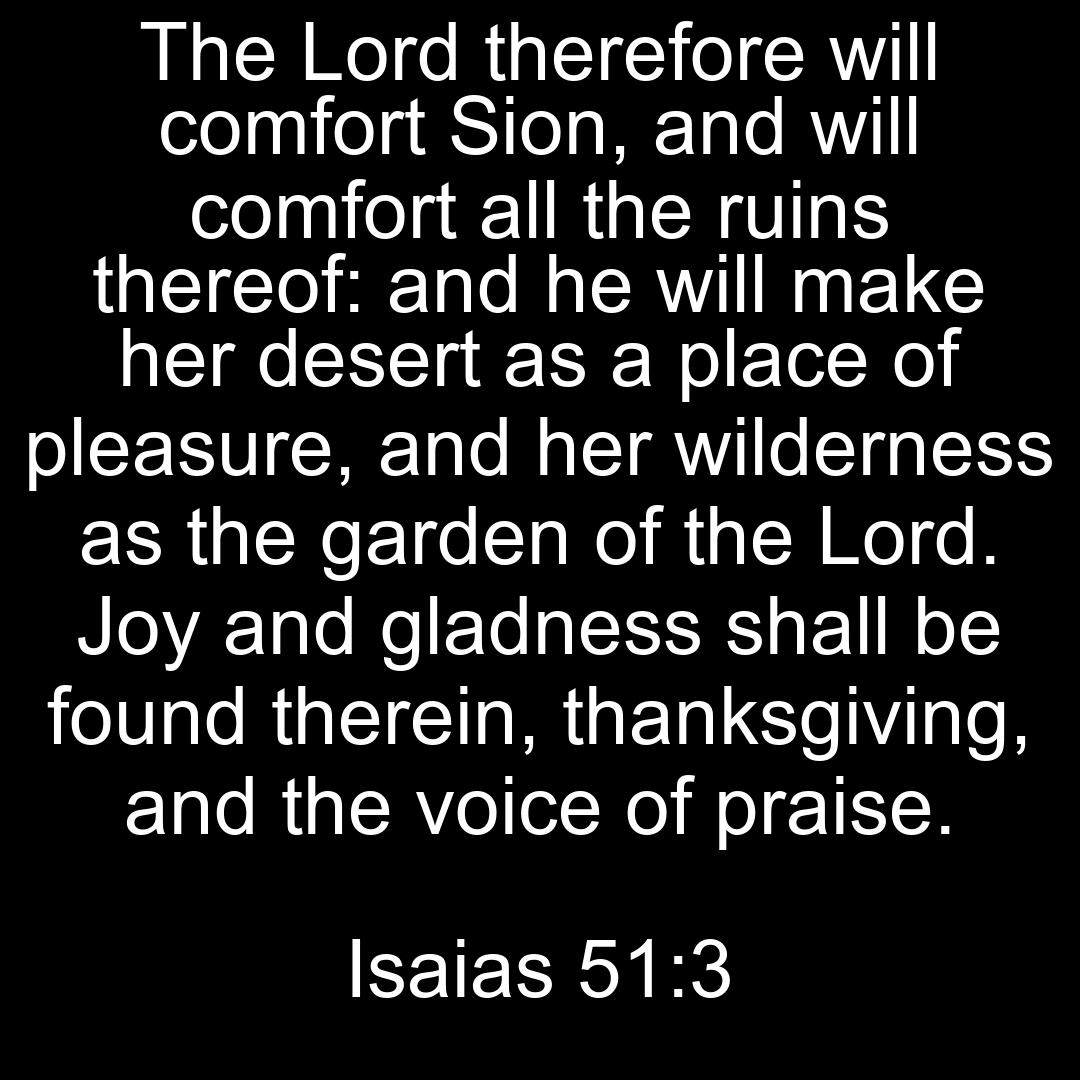 The Lord therefore will
comfort Sion, and will
comfort all the ruins
thereof: and he will make
her desert as a place of
pleasure, and her wilderness
as the garden of the Lord.
Joy and gladness shall be
found therein, thanksgiving,
and the voice of praise.
Isaias 51:3